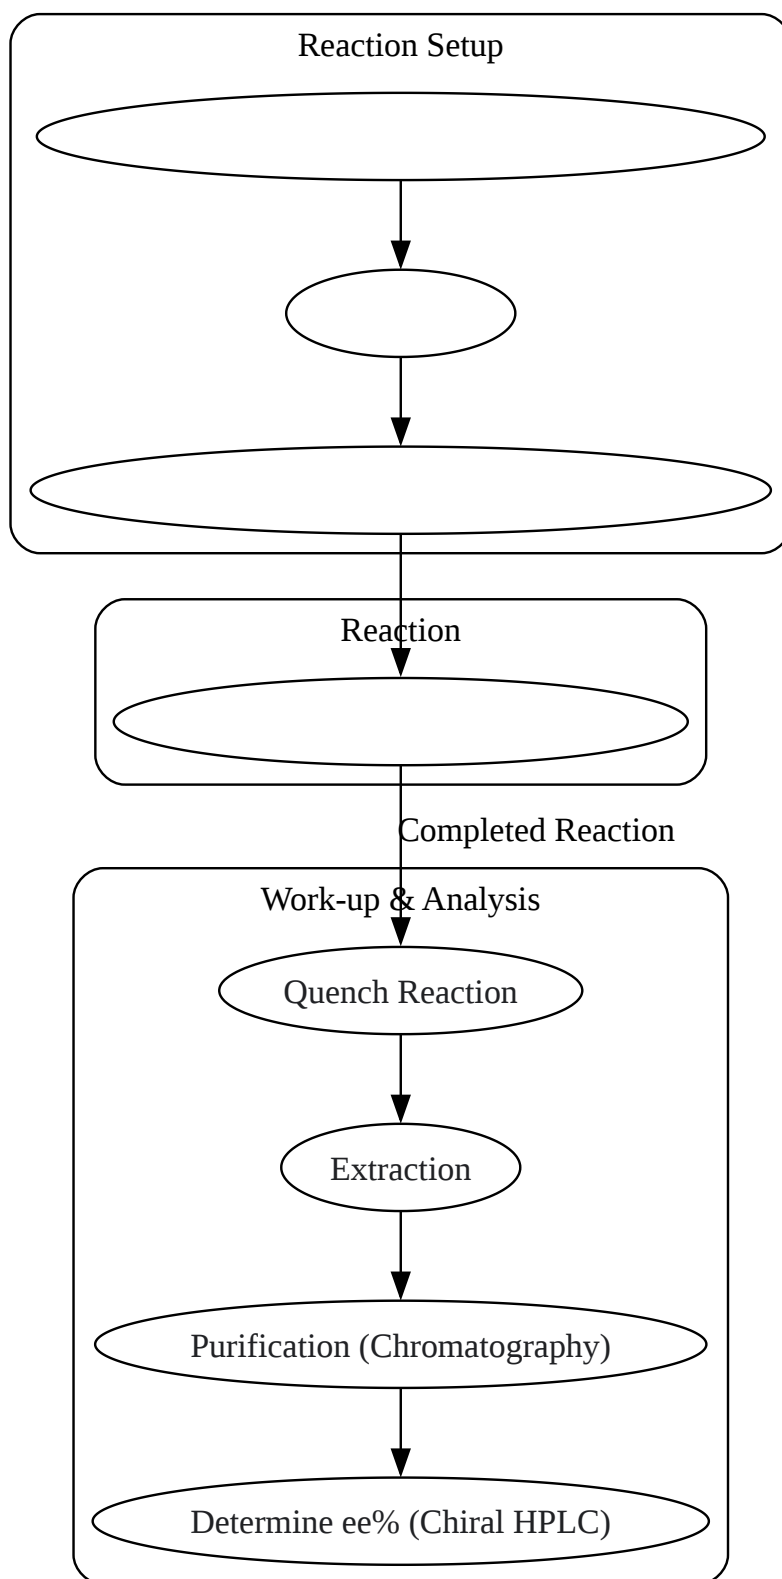 Reaction Setup
Reaction
Completed Reaction
Work-up & Analysis
Quench Reaction
Extraction
Purification (Chromatography)
Determine ee% (Chiral HPLC)